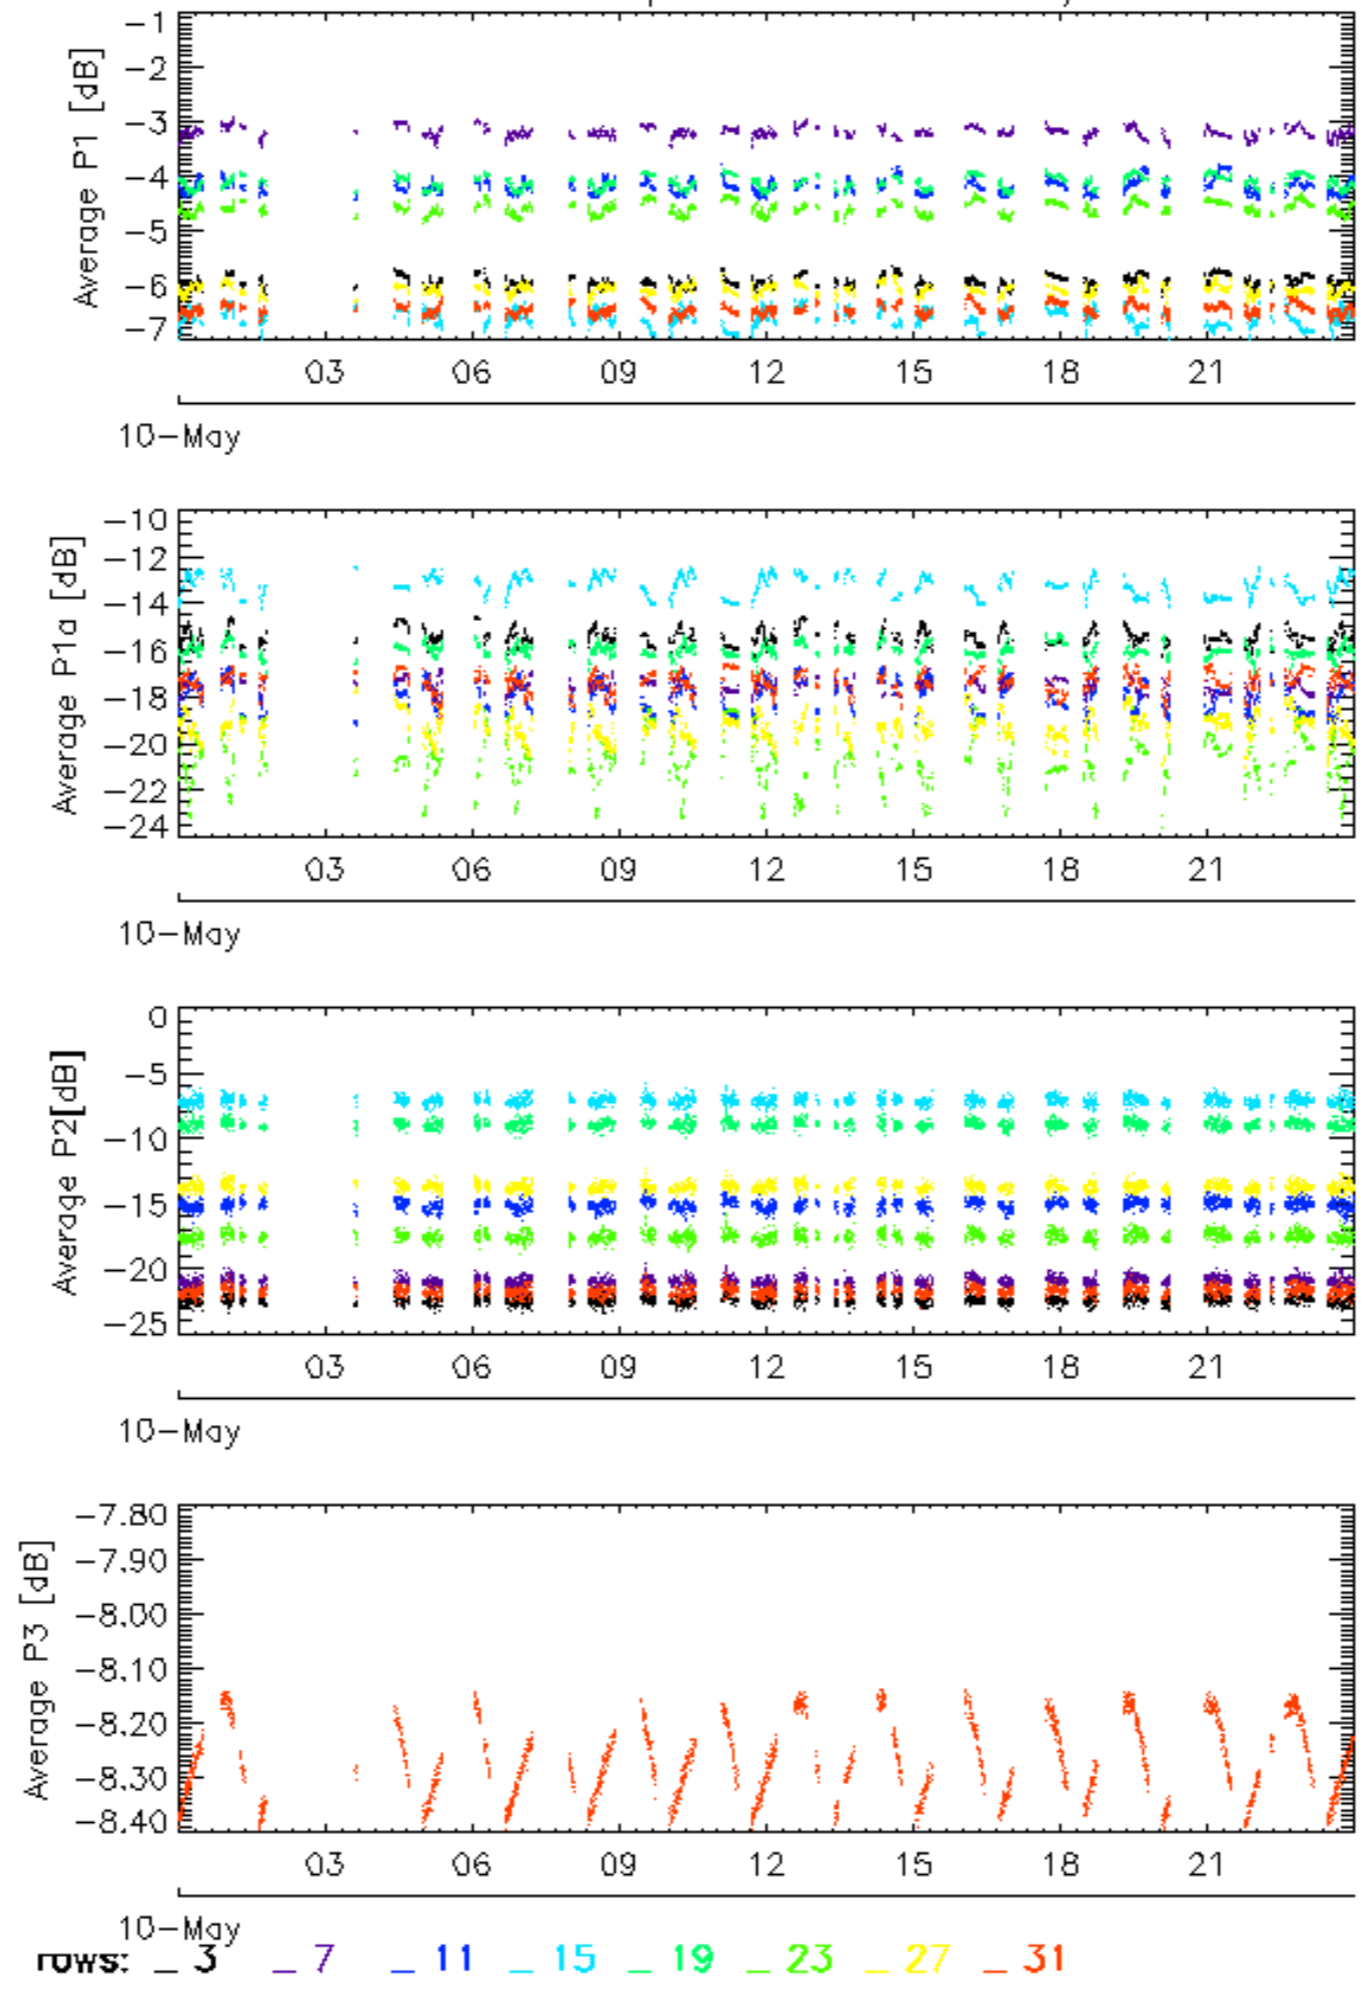 Average P1 [dB]
-1
-2
-3
-4
-5
-6
-7
03 06 09 12 15 18 21
10-May
Average P1a [dB]
-10
-12
-14
-16
-18
-20
-22
-24
03 06 09 12 15 18 21
10-May
Average P2[dB]
0
-5
-10
-15
-20
-25
03 06 09 12 15 18 21
10-May
Average P3 [dB]
-7.80
-7.90
-8.00
-8.10
-8.20
-8.30
-8.40
03 06 09 12 15 18 21
10-May
rows: _ 3 _ 7 _ 11 _ 15 _ 19 _ 23 _ 27 _ 31